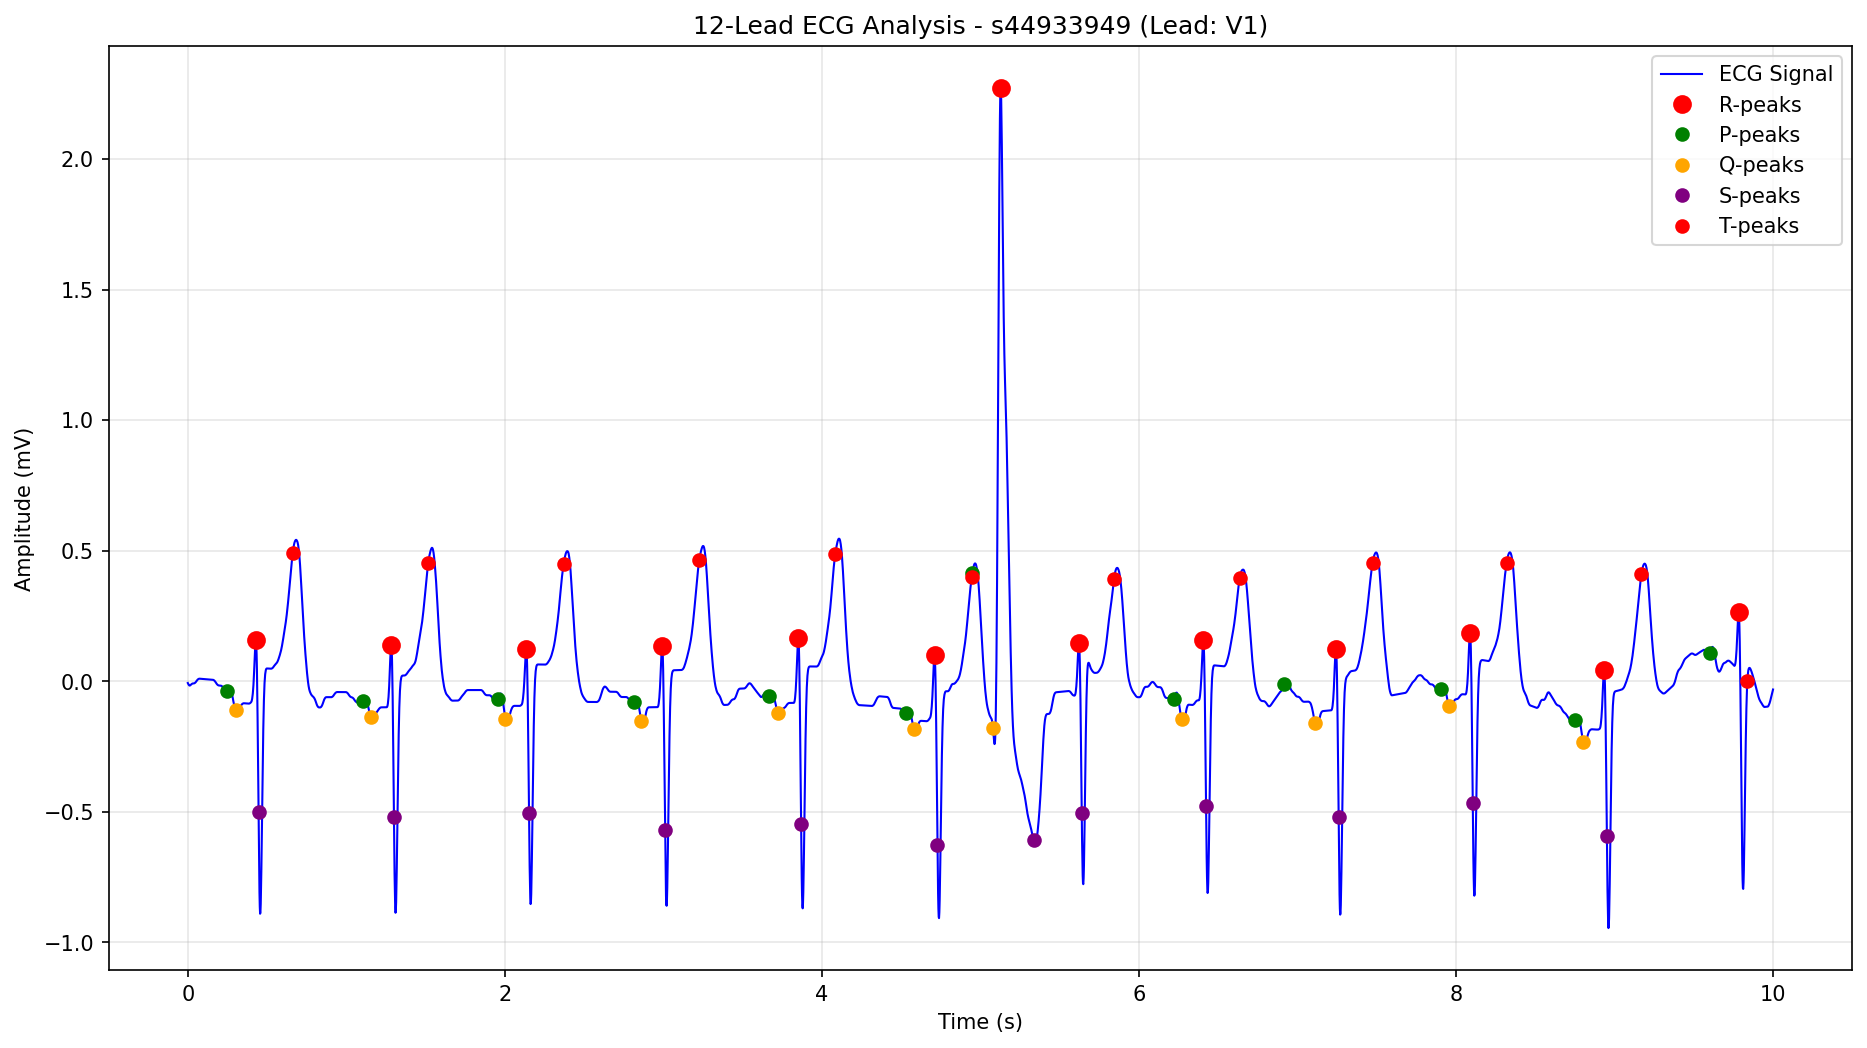 12-Lead ECG Analysis - s44933949 (Lead: V1)
ECG Signal
R-peaks
P-peaks
Q-peaks
S-peaks
T-peaks
Amplitude (mV)
2.0
1.5
1.0
0.5
0.0
−0.5
−1.0
0 2 4 6 8 10
Time (s)